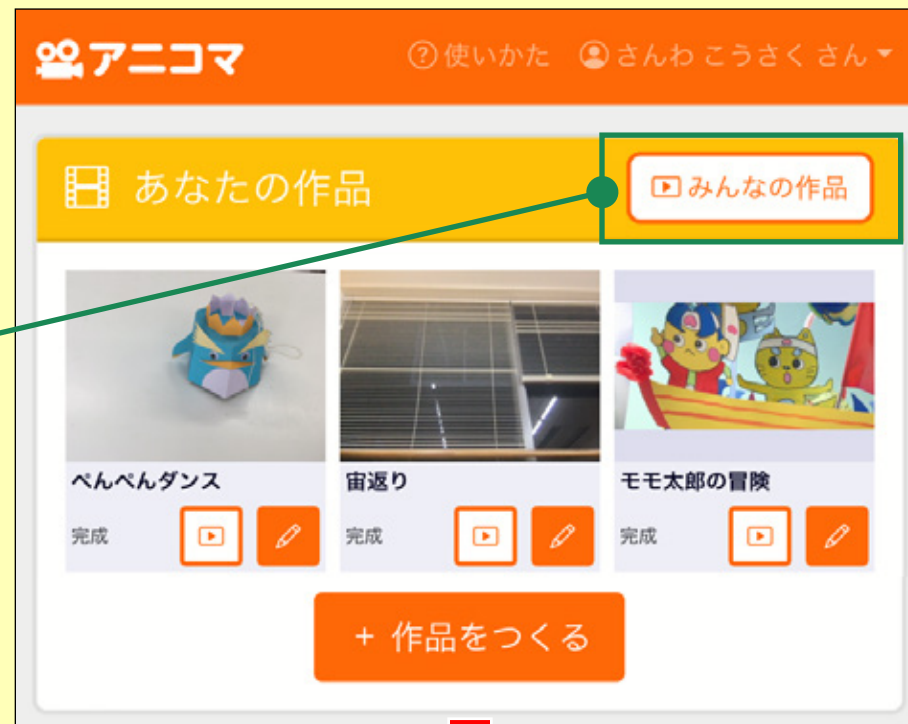 アニコマ
使いかた さんわ こうさく さん
あなたの作品
みんなの作品
ぺんぺんダンス
宙返り
モモ太郎の冒険
完成
完成
完成
+ 作品をつくる